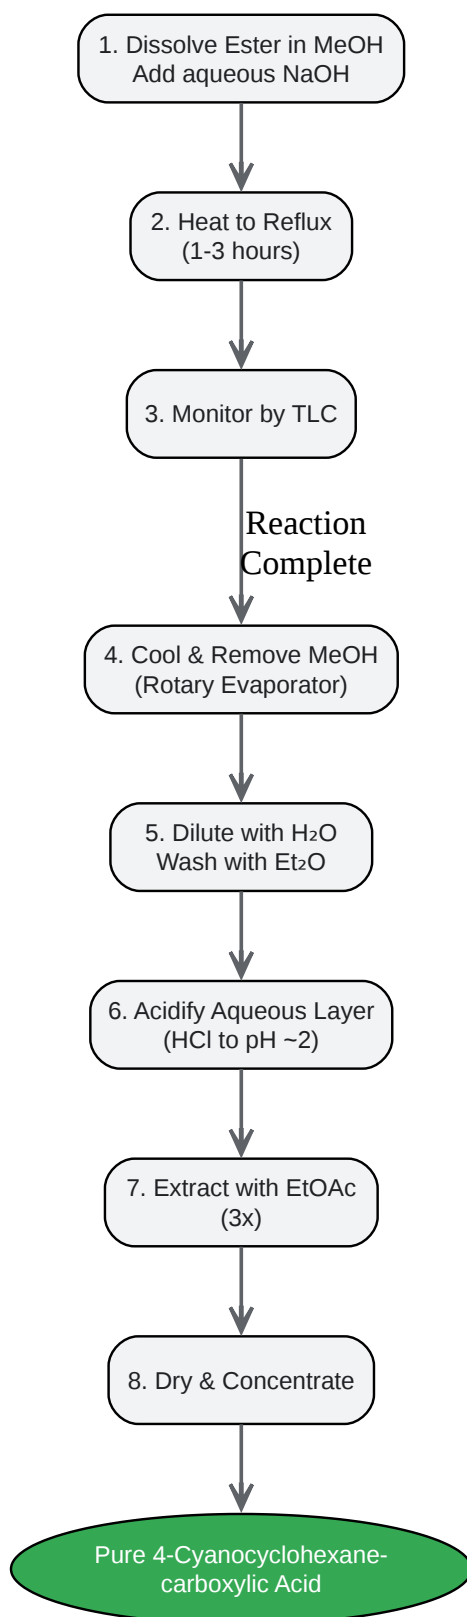 1. Dissolve Ester in MeOH
Add aqueous NaOH
2. Heat to Reflux
(1-3 hours)
3. Monitor by TLC
Reaction
Complete
4. Cool & Remove MeOH
(Rotary Evaporator)
5. Dilute with H₂O
Wash with Et₂O
6. Acidify Aqueous Layer
(HCl to pH ~2)
7. Extract with EtOAc
(3x)
8. Dry & Concentrate
Pure 4-Cyanocyclohexane-
carboxylic Acid